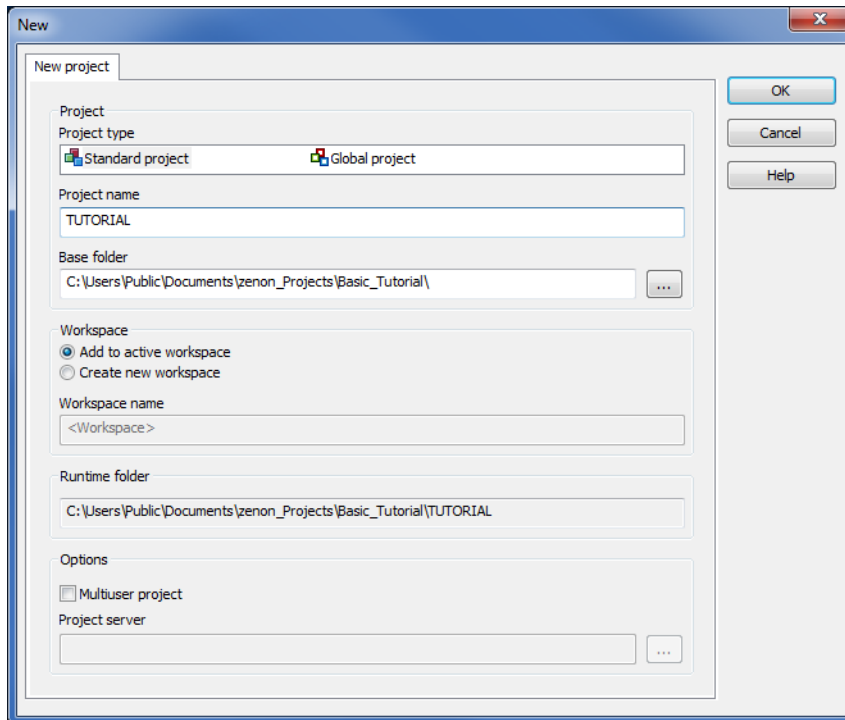 New
New project
OK
Cancel
Help
Project
Project type
Standard project Global project
Project name
TUTORIAL
Base folder
C:\Users\Public\Documents\zenon_Projects\Basic_Tutorial\
...
Workspace
Add to active workspace
Create new workspace
Workspace name
<Workspace>
Runtime folder
C:\Users\Public\Documents\zenon_Projects\Basic_Tutorial\TUTORIAL
Options
Multiuser project
Project server
...